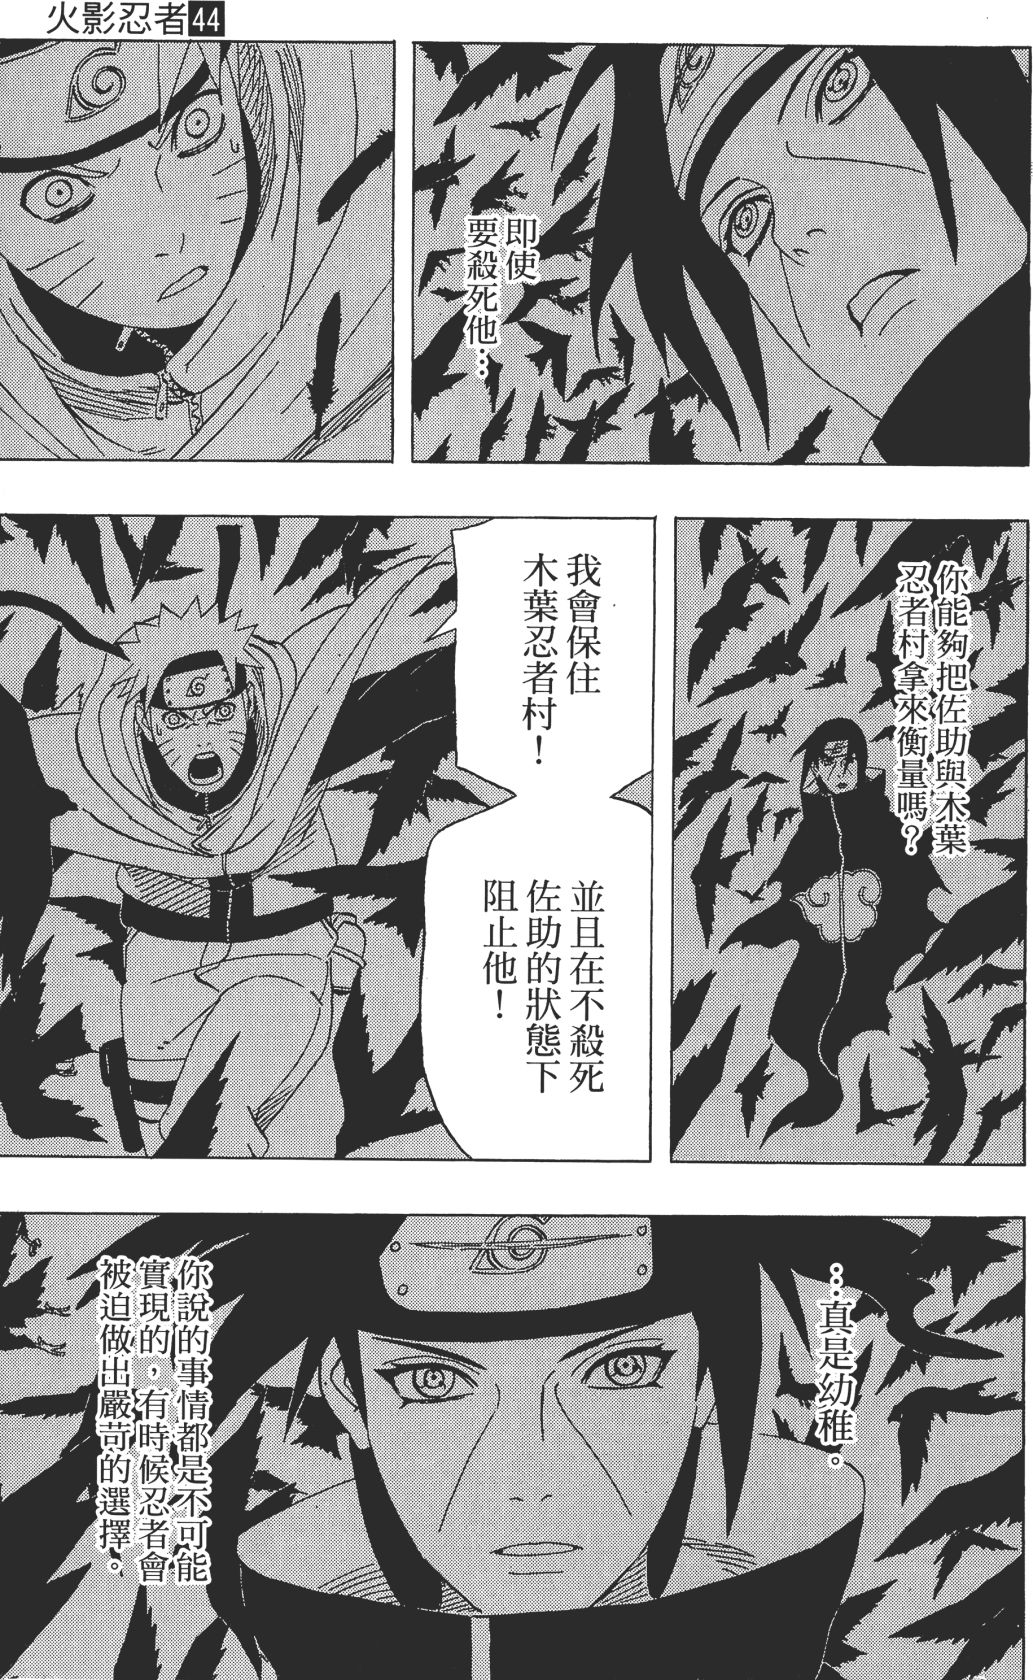 火影忍者44
即使
要殺死他…
你能夠把佐助與木葉
忍者村拿來衡量嗎？
我會保住
木葉忍者村！
並且在不殺死
佐助的狀態下
阻止他！
…真是幼稚。
你說的事情都是不可能
實現的，有時候忍者會
被迫做出嚴苛的選擇。